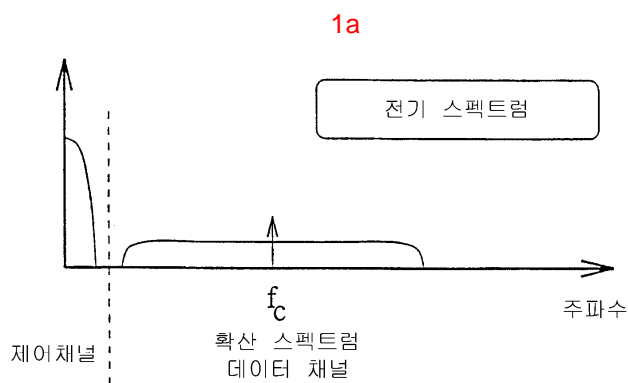 1a
전기 스펙트럼
fc
주파수
제어채널
확산 스펙트럼
데이터 채널